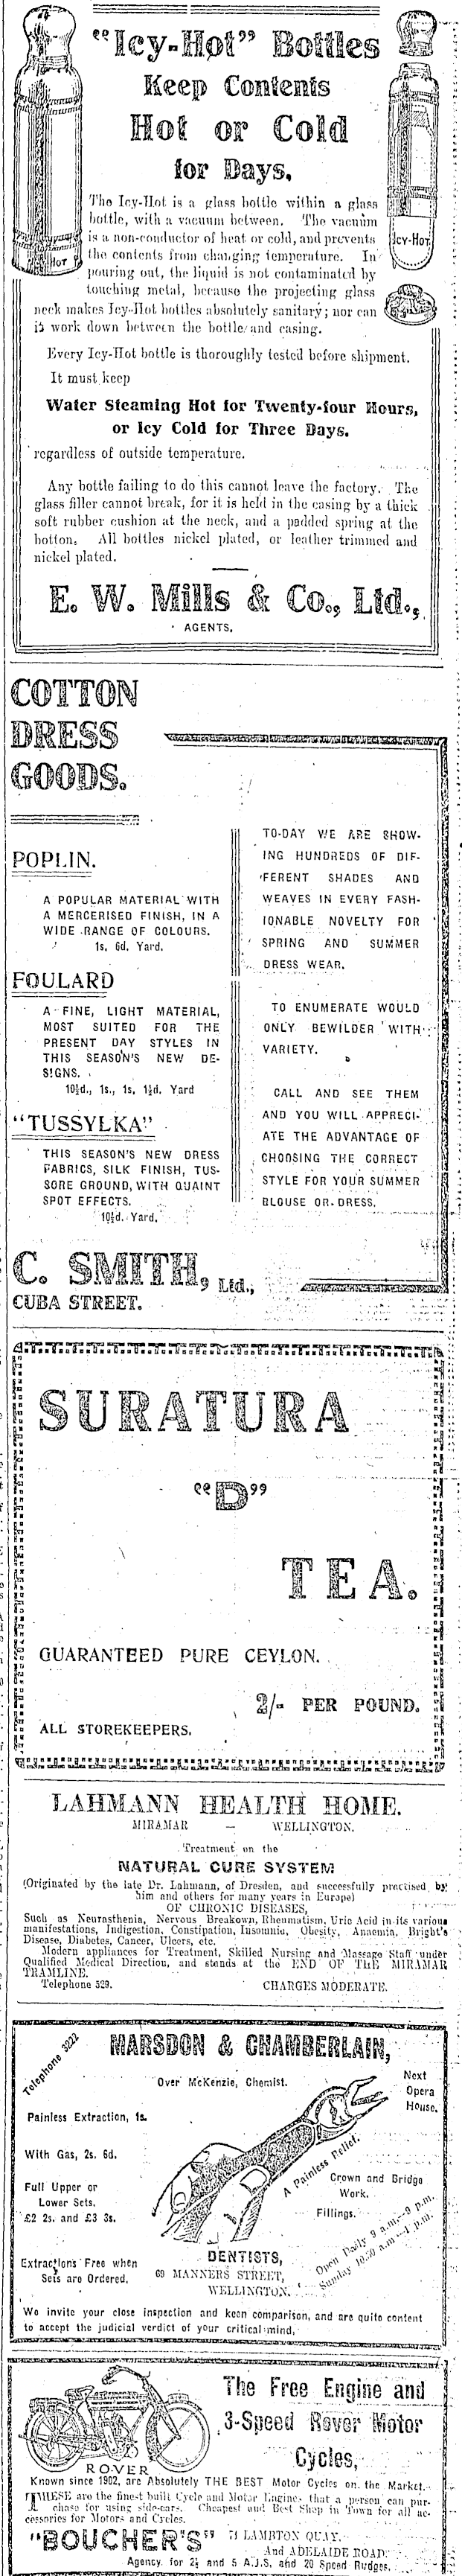 "Icy-Hot" Bottles
Keep Contents
Hot or Cold
for Days.
The Icy-Hot is a glass bottle within a glass
bottle, with a vacuum between. The vacuum
is a non-conductor of heat or cold, and prevents
the contents from changing temperature. In
pouring out, the liquid is not contaminated by
touching metal, because the projecting glass
neck makes Icy-Hot bottles absolutely sanitary; nor can
it work down between the bottle and casing.
HOT
Icy-HOT
Every Icy-Hot bottle is thoroughly tested before shipment.
It must keep
Water Steaming Hot for Twenty-four Hours,
or Icy Cold for Three Days.
regardless of outside temperature.
Any bottle failing to do this cannot leave the factory. The
glass filler cannot break, for it is held in the casing by a thick
soft rubber cushion at the neck, and a padded spring at the
botton. All bottles nickel plated, or leather trimmed and
nickel plated.
E. W. Mills & Co., Ltd.,
AGENTS.
COTTON
DRESS
GOODS.
POPLIN.
A POPULAR MATERIAL WITH
A MERCERISED FINISH, IN A
WIDE RANGE OF COLOURS.
1s. 6d. Yard.
FOULARD
A FINE, LIGHT MATERIAL,
MOST SUITED FOR THE
PRESENT DAY STYLES IN
THIS SEASON'S NEW DE-
SIGNS.
10½d., 1s., 1s. 1½d. Yard
"TUSSYLKA"
THIS SEASON'S NEW DRESS
FABRICS, SILK FINISH, TUS-
SORE GROUND, WITH QUAINT
SPOT EFFECTS.
10½d. Yard.
TO-DAY WE ARE SHOW-
ING HUNDREDS OF DIF-
FERENT SHADES AND
WEAVES IN EVERY FASH-
IONABLE NOVELTY FOR
SPRING AND SUMMER
DRESS WEAR.
TO ENUMERATE WOULD
ONLY BEWILDER WITH
VARIETY.
CALL AND SEE THEM
AND YOU WILL APPRECI-
ATE THE ADVANTAGE OF
CHOOSING THE CORRECT
STYLE FOR YOUR SUMMER
BLOUSE OR DRESS.
C. SMITH, Ltd.,
CUBA STREET.
SURATURA
"D"
TEA.
GUARANTEED PURE CEYLON.
2/- PER POUND.
ALL STOREKEEPERS.
LAHMANN HEALTH HOME.
MIRAMAR — WELLINGTON.
Treatment on the
NATURAL CURE SYSTEM
(Originated by the late Dr. Lahmann, of Dresden, and successfully practised by
him and others for many years in Europe)
OF CHRONIC DISEASES,
Such as Neurasthenia, Nervous Breakown, Rheumatism, Uric Acid in its various
manifestations, Indigestion, Constipation, Insomnia, Obesity, Anaemia, Bright's
Disease, Diabetes, Cancer, Ulcers, etc.
Modern appliances for Treatment, Skilled Nursing and Massage Staff under
Qualified Medical Direction, and stands at the END OF THE MIRAMAR
TRAMLINE.
Telephone 529. CHARGES MODERATE.
Telephone 3222
MARSDON & CHAMBERLAIN,
Over McKenzie, Chemist.
Next
Opera
House.
Painless Extraction, 1s.
With Gas, 2s. 6d.
Full Upper or
Lower Sets.
£2 2s. and £3 3s.
Extractions Free when
Sets are Ordered.
A Painless Relief.
Crown and Bridge
Work.
Fillings.
Open Daily 9 a.m.–9 p.m.
Sunday 10.30 a.m.–1 p.m.
DENTISTS,
69 MANNERS STREET,
WELLINGTON.
We invite your close inspection and keen comparison, and are quite content
to accept the judicial verdict of your critical mind.
ROVER
The Free Engine and
3-Speed Rover Motor
Cycles,
Known since 1902, are Absolutely THE BEST Motor Cycles on the Market.
THESE are the finest built Cycle and Motor Engines that a person can pur-
chase for using side-cars. Cheapest and Best Shop in Town for all ac-
cessories for Motors and Cycles.
"BOUCHER'S" LAMBTON QUAY.
And ADELAIDE ROAD.
Agency for 2¾ and 5 A.J.S. and 20 Speed Rudges.